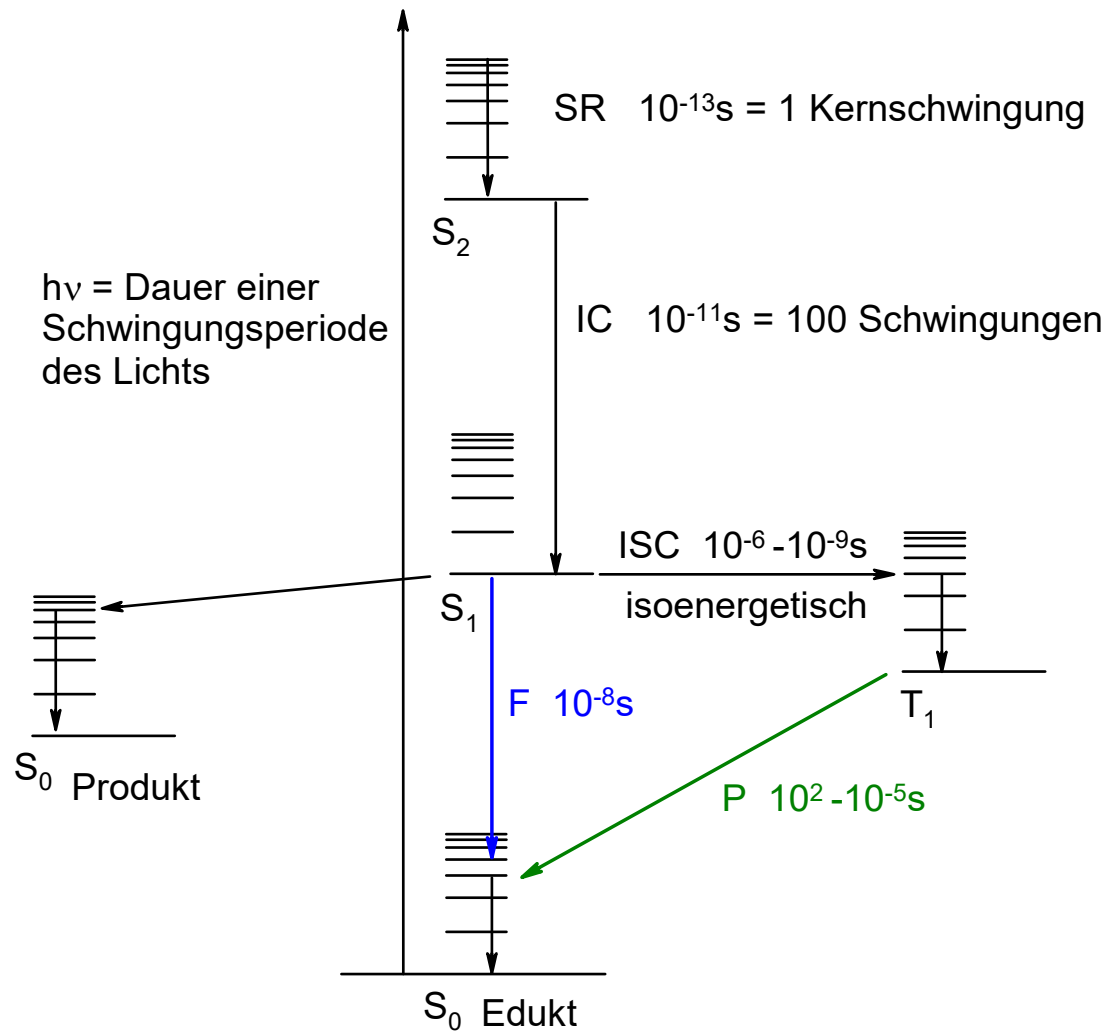 SR 10⁻¹³s = 1 Kernschwingung
S₂
hν = Dauer einer
Schwingungsperiode
des Lichts
IC 10⁻¹¹s = 100 Schwingungen
ISC 10⁻⁶ -10⁻⁹s
isoenergetisch
S₁
F 10⁻⁸s
T₁
S₀ Produkt
P 10² -10⁻⁵s
S₀ Edukt